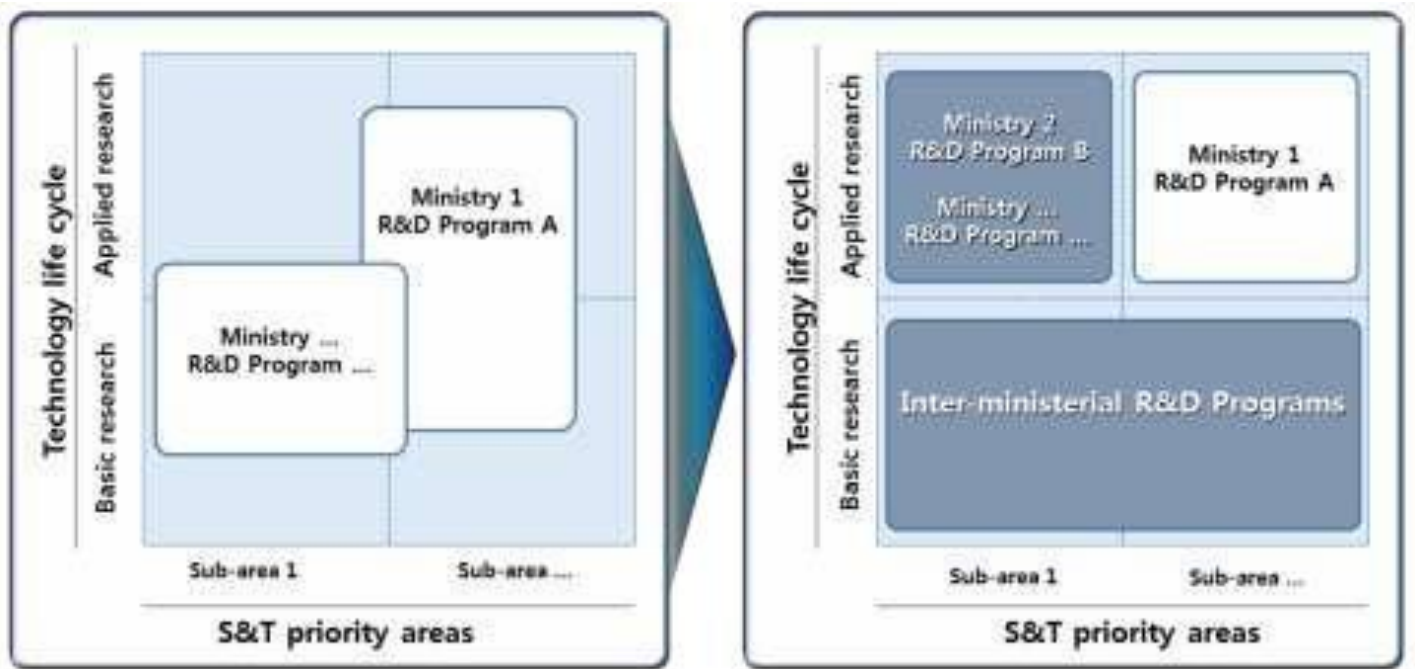 Technology life cycle
Applied research
Basic research
Ministry 1
R&D Program A
Ministry ...
R&D Program ...
Sub-area 1
Sub-area ...
S&T priority areas
Technology life cycle
Applied research
Basic research
Ministry 2
R&D Program B
Ministry ...
R&D Program ...
Ministry 1
R&D Program A
Inter-ministerial R&D Programs
Sub-area 1
Sub-area ...
S&T priority areas